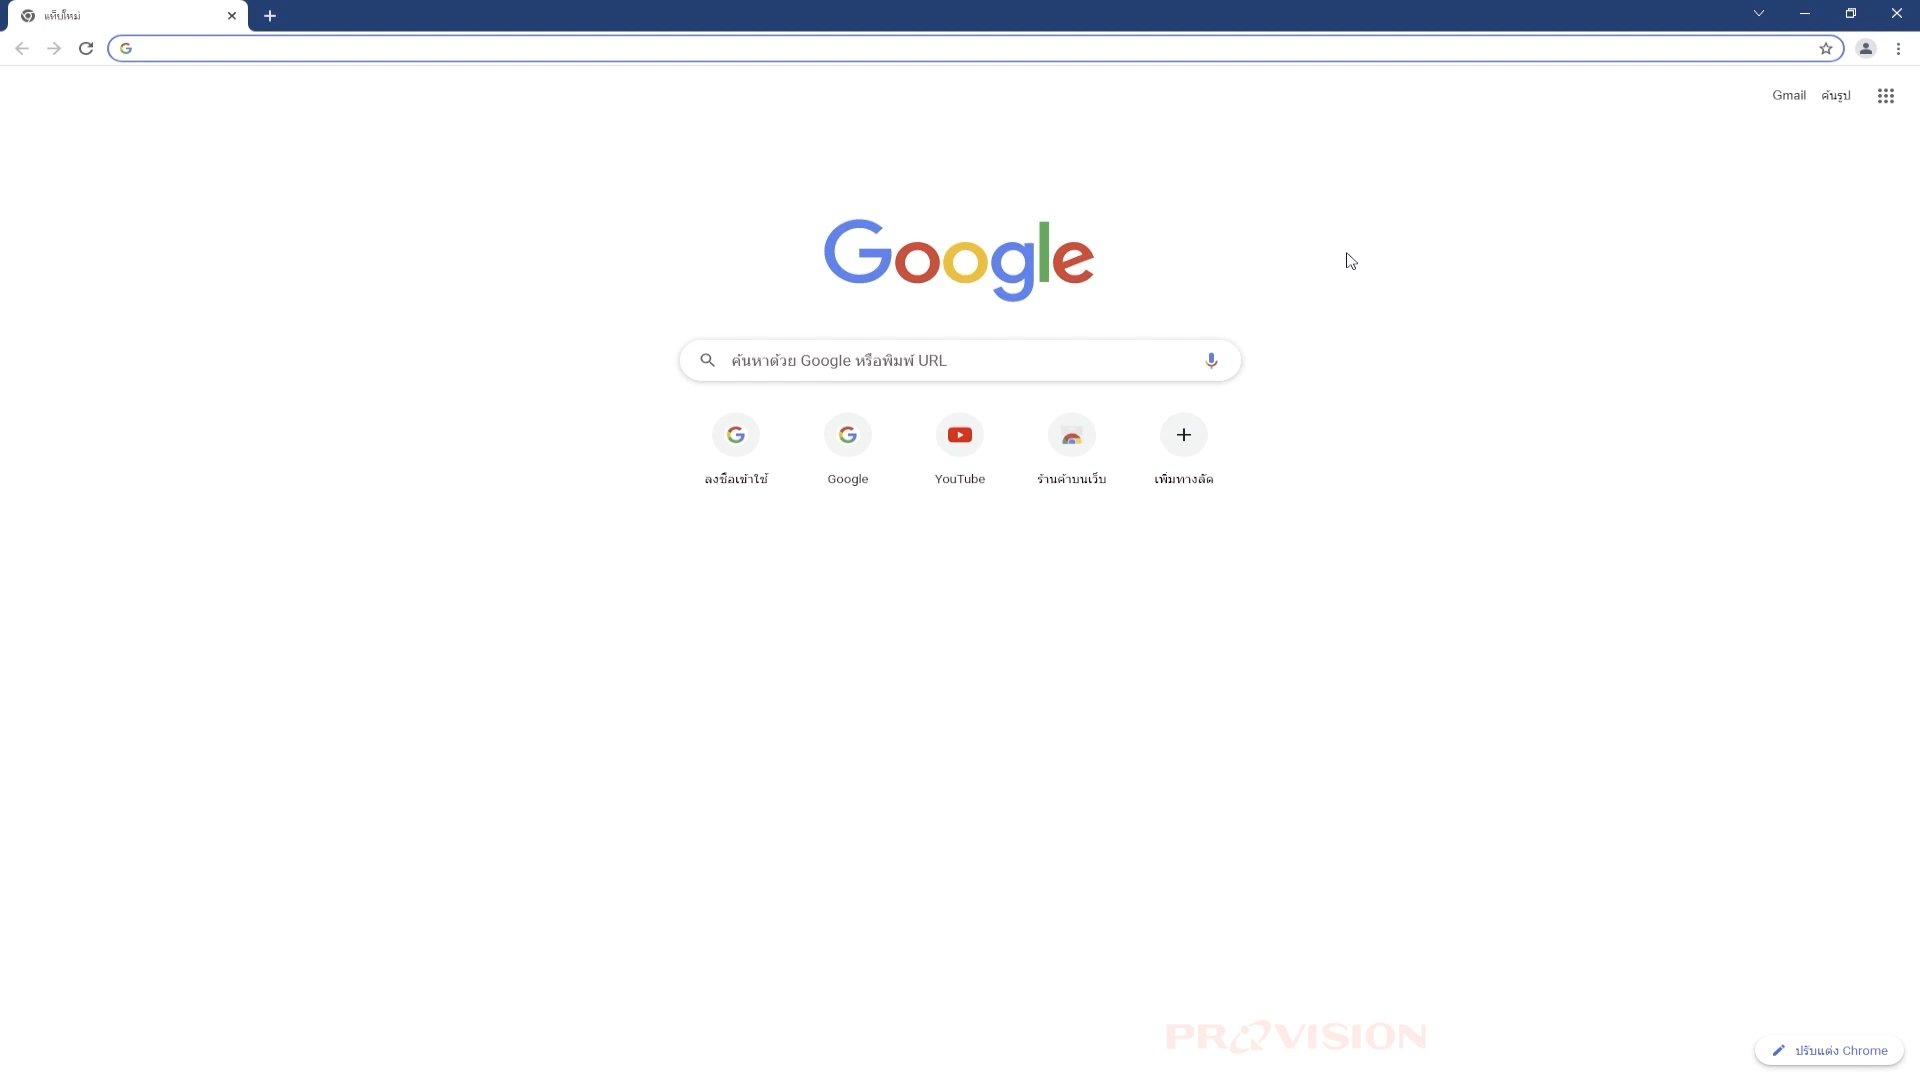 แท็บใหม่
Gmail ค้นรูป
Google
ค้นหาด้วย Google หรือพิมพ์ URL
ลงชื่อเข้าใช้ Google YouTube ร้านค้าบนเว็บ เพิ่มทางลัด
PROVISION
ปรับแต่ง Chrome